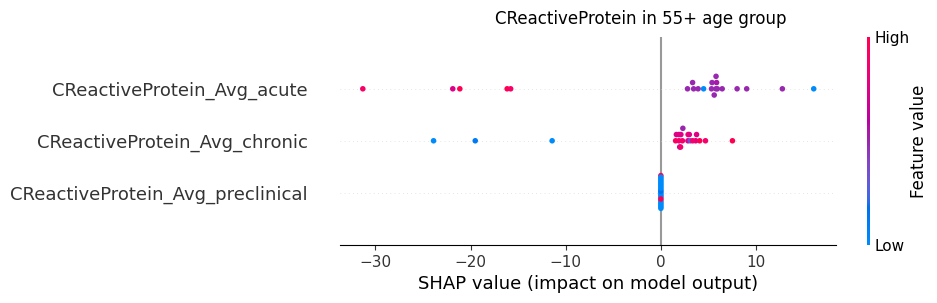 CReactiveProtein in 55+ age group
High
CReactiveProtein_Avg_acute
CReactiveProtein_Avg_chronic
CReactiveProtein_Avg_preclinical
Feature value
Low
−30 −20 −10 0 10
SHAP value (impact on model output)